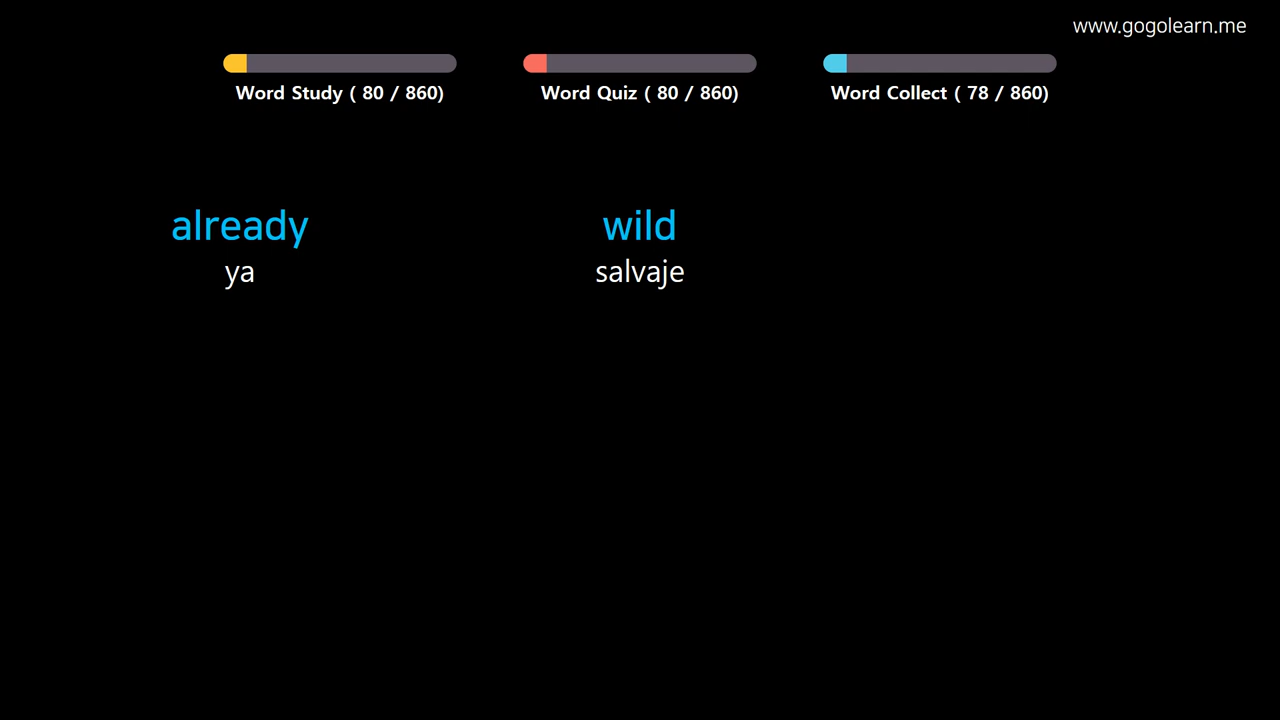 www.gogolearn.me
Word Study ( 80 / 860)
Word Quiz ( 80 / 860)
Word Collect ( 78 / 860)
already
ya
wild
salvaje